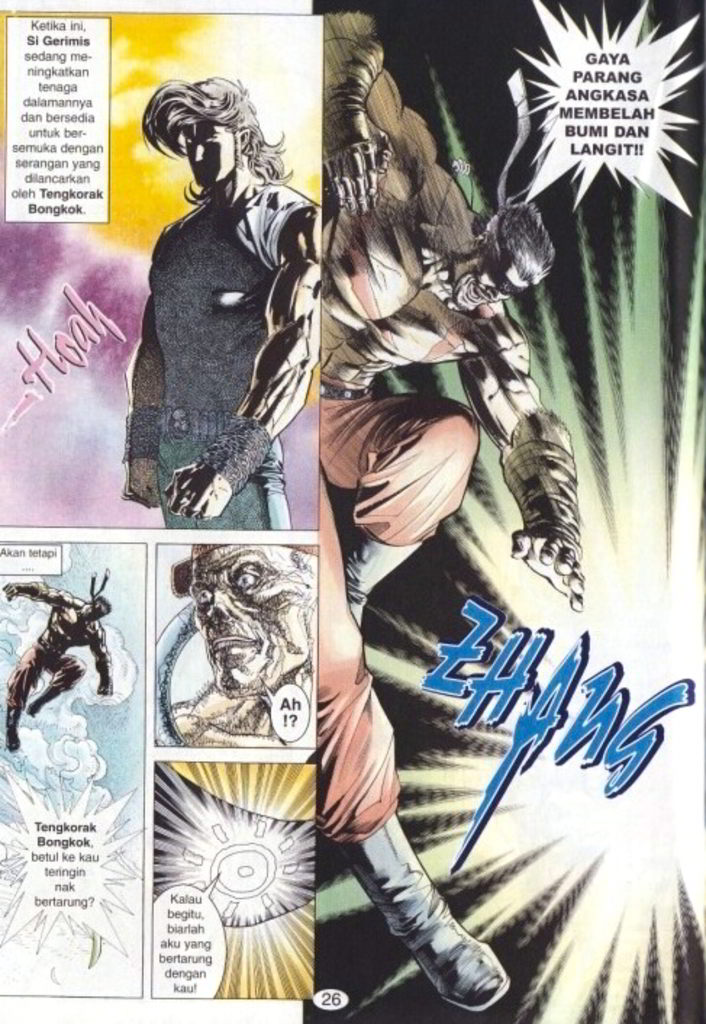 Ketika ini,
Si Gerimis
sedang me-
ningkatkan
tenaga
dalamannya
dan bersedia
untuk ber-
semuka dengan
serangan yang
dilancarkan
oleh Tengkorak
Bongkok.
Hoah
GAYA
PARANG
ANGKASA
MEMBELAH
BUMI DAN
LANGIT!!
Akan tetapi
....
Ah
!?
Tengkorak
Bongkok,
betul ke kau
teringin
nak
bertarung?
Kalau
begitu,
biarlah
aku yang
bertarung
dengan
kau!
ZHANG
26